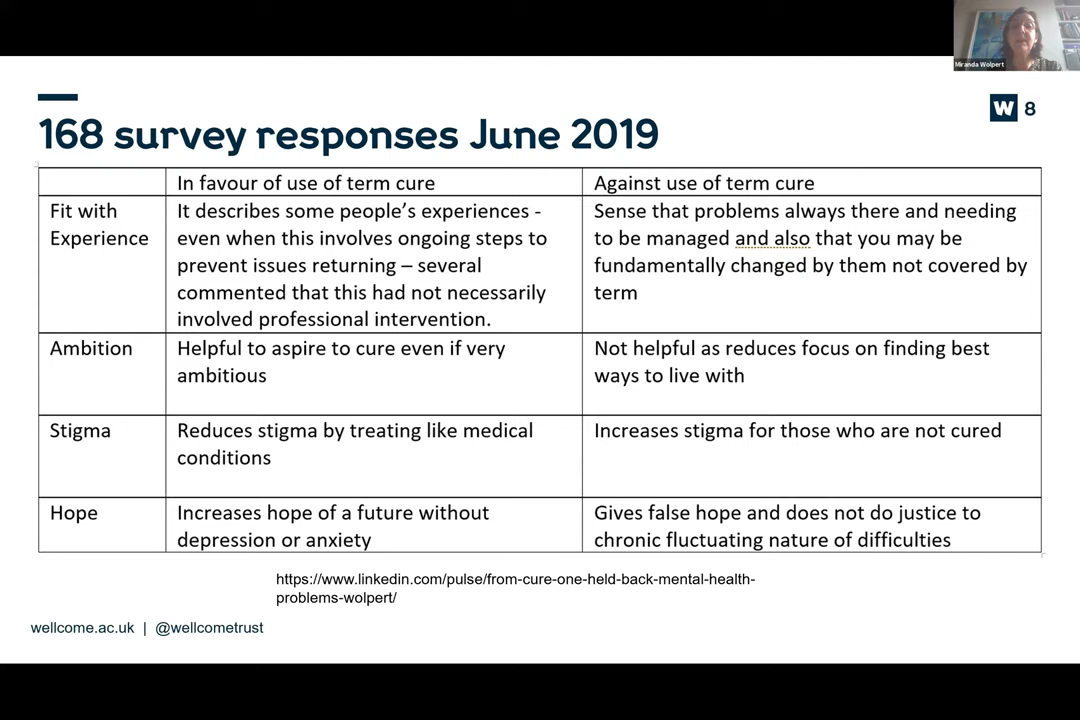 Miranda Wolpert
W 8
168 survey responses June 2019
In favour of use of term cure
Against use of term cure
Fit with
Experience
It describes some people’s experiences -
even when this involves ongoing steps to
prevent issues returning – several
commented that this had not necessarily
involved professional intervention.
Sense that problems always there and needing
to be managed and also that you may be
fundamentally changed by them not covered by
term
Ambition
Helpful to aspire to cure even if very
ambitious
Not helpful as reduces focus on finding best
ways to live with
Stigma
Reduces stigma by treating like medical
conditions
Increases stigma for those who are not cured
Hope
Increases hope of a future without
depression or anxiety
Gives false hope and does not do justice to
chronic fluctuating nature of difficulties
https://www.linkedin.com/pulse/from-cure-one-held-back-mental-health-
problems-wolpert/
wellcome.ac.uk | @wellcometrust